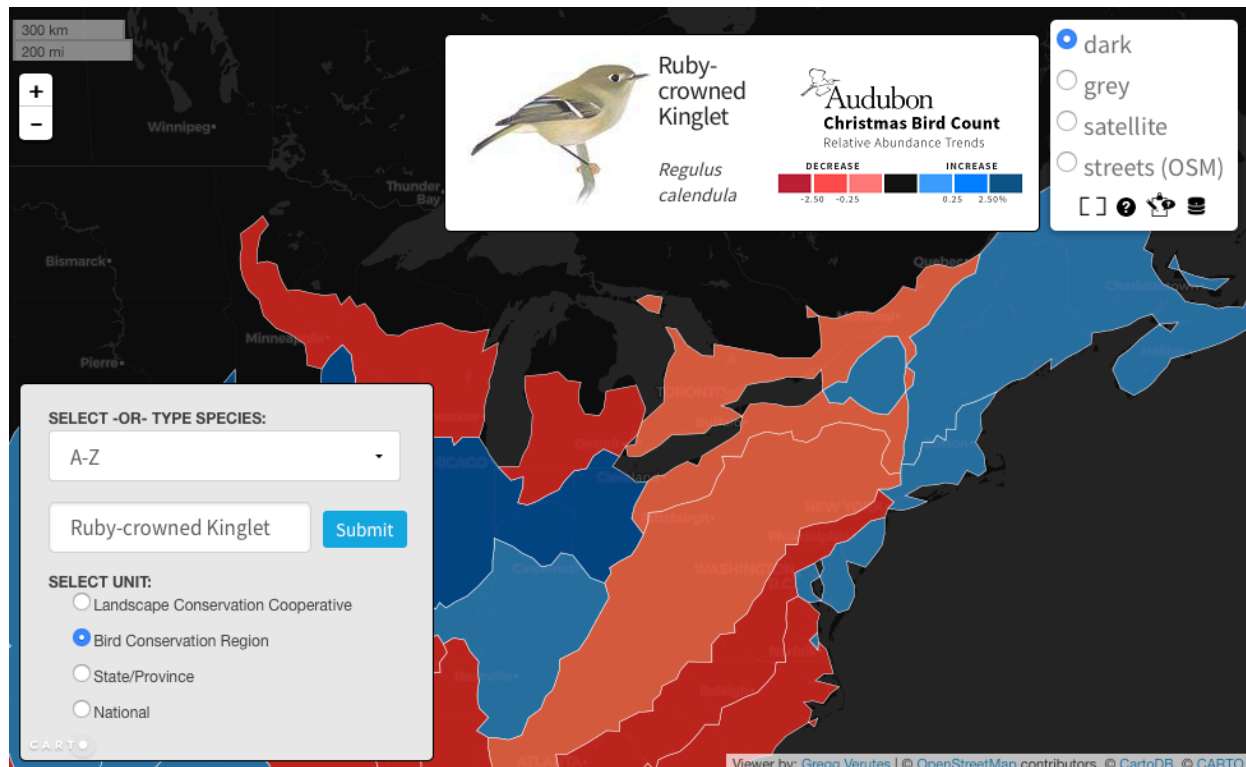 300 km
200 mi
+
−
Winnipeg
Thunder
Bay
Bismarck
Minneapolis
Pierre
Ruby-
crowned
Kinglet
Regulus
calendula
Audubon
Christmas Bird Count
Relative Abundance Trends
DECREASE INCREASE
-2.50 -0.25 0.25 2.50%
dark
grey
satellite
streets (OSM)
Quebec
Charlottetown
Montreal
Halifax
TORONTO
Buffalo
Detroit
CHICAGO
Cleveland
Pittsburgh
NEW YORK
Philadelphia
WASHINGTON
D.C.
Cincinnati
Nashville
Norfolk
Raleigh
ATLANTA
SELECT -OR- TYPE SPECIES:
A-Z
Ruby-crowned Kinglet
Submit
SELECT UNIT:
Landscape Conservation Cooperative
Bird Conservation Region
State/Province
National
CARTO
Viewer by: Gregg Verutes | © OpenStreetMap contributors, © CartoDB, © CARTO